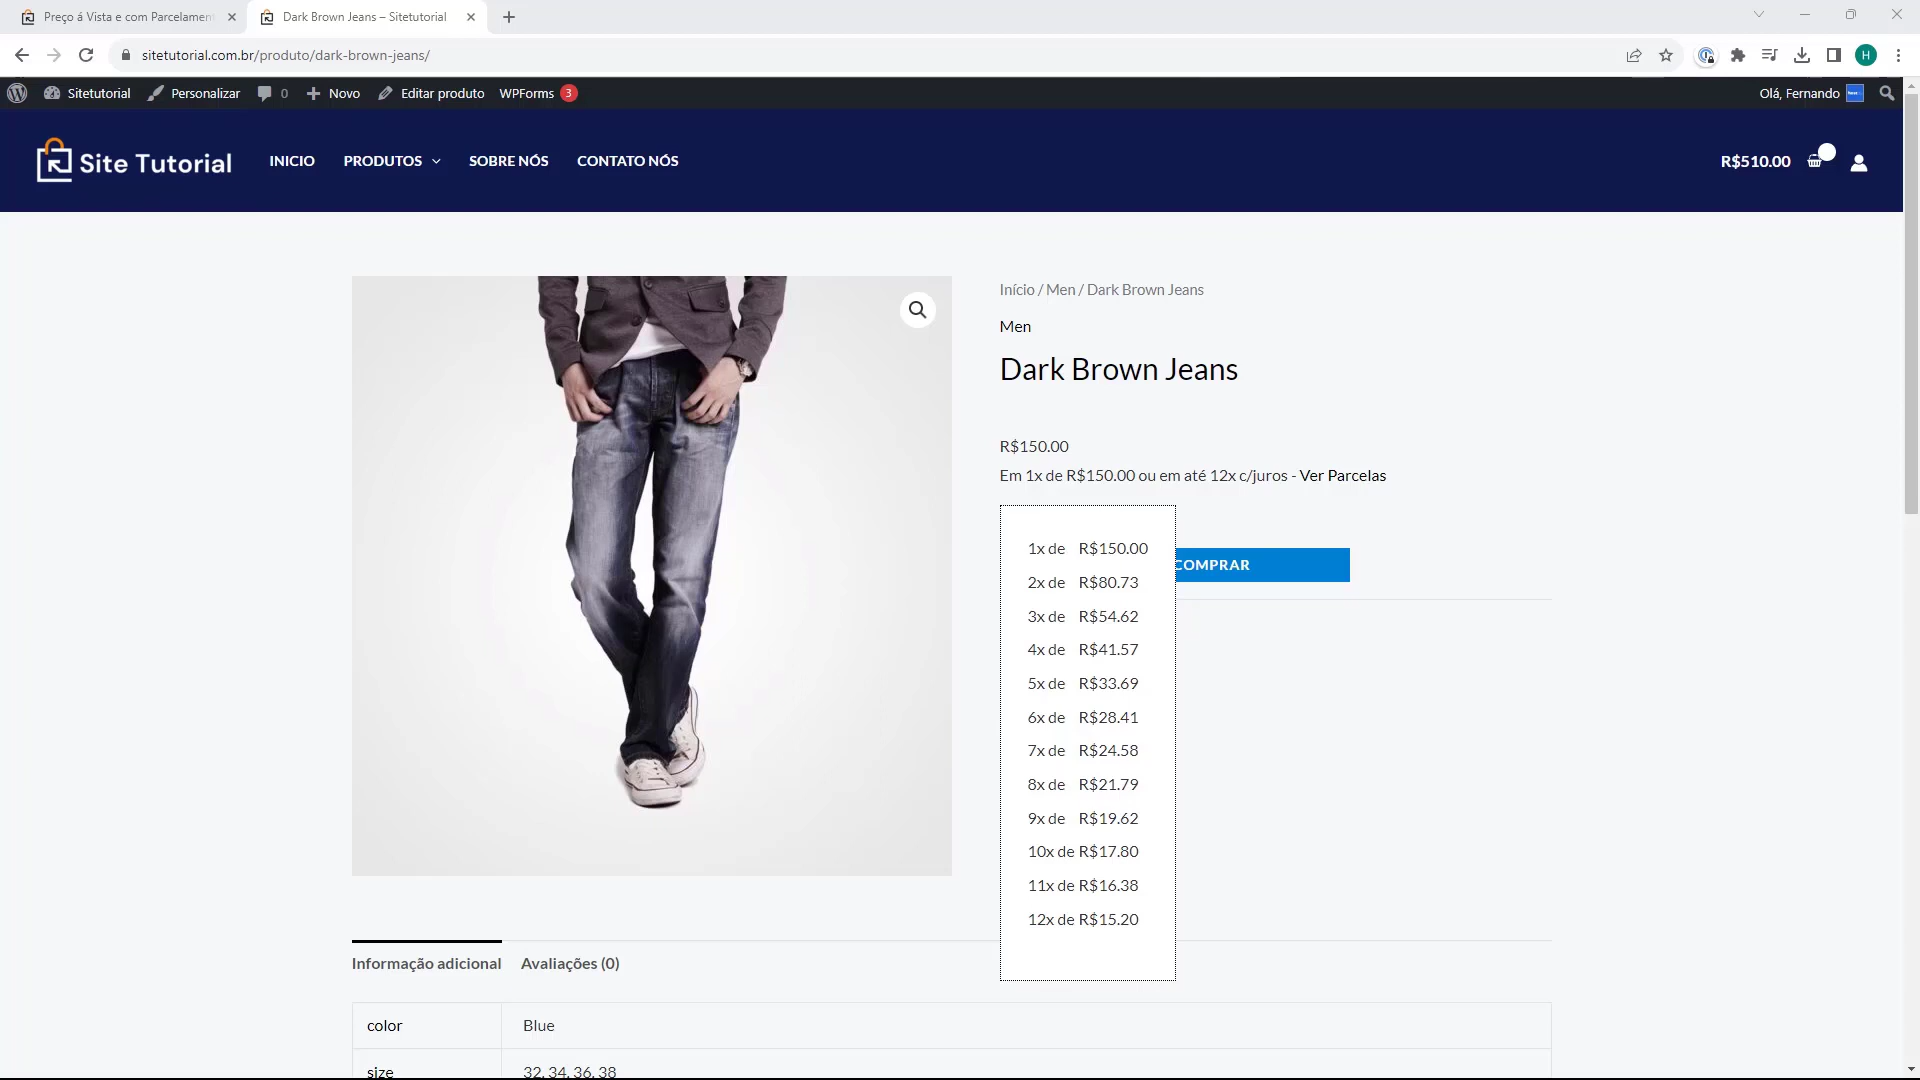 Preço á Vista e com Parcelamen
Dark Brown Jeans – Sitetutorial
sitetutorial.com.br/produto/dark-brown-jeans/
H
Sitetutorial Personalizar 0 Novo Editar produto WPForms 3 Olá, Fernando
Site Tutorial INICIO PRODUTOS SOBRE NÓS CONTATO NÓS R$510.00
Início / Men / Dark Brown Jeans
Men
Dark Brown Jeans
R$150.00
Em 1x de R$150.00 ou em até 12x c/juros - Ver Parcelas
1x de R$150.00
COMPRAR
2x de R$80.73
3x de R$54.62
4x de R$41.57
5x de R$33.69
6x de R$28.41
7x de R$24.58
8x de R$21.79
9x de R$19.62
10x de R$17.80
11x de R$16.38
12x de R$15.20
Informação adicional Avaliações (0)
color Blue
size 32, 34, 36, 38